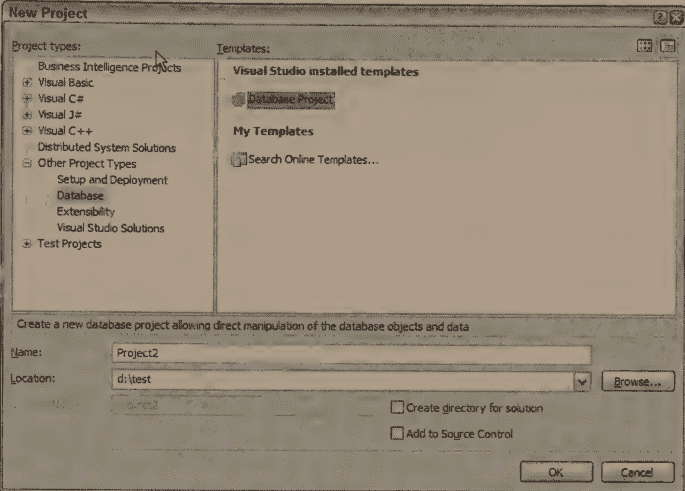 New Project
Project types:
Templates:
Business Intelligence Projects
Visual Basic
Visual C#
Visual J#
Visual C++
Distributed System Solutions
Other Project Types
Setup and Deployment
Database
Extensibility
Visual Studio Solutions
Test Projects
Visual Studio installed templates
Database Project
My Templates
Search Online Templates...
Create a new database project allowing direct manipulation of the database objects and data
Name:
Project2
Location:
d:\test
Browse...
Create directory for solution
Add to Source Control
OK
Cancel